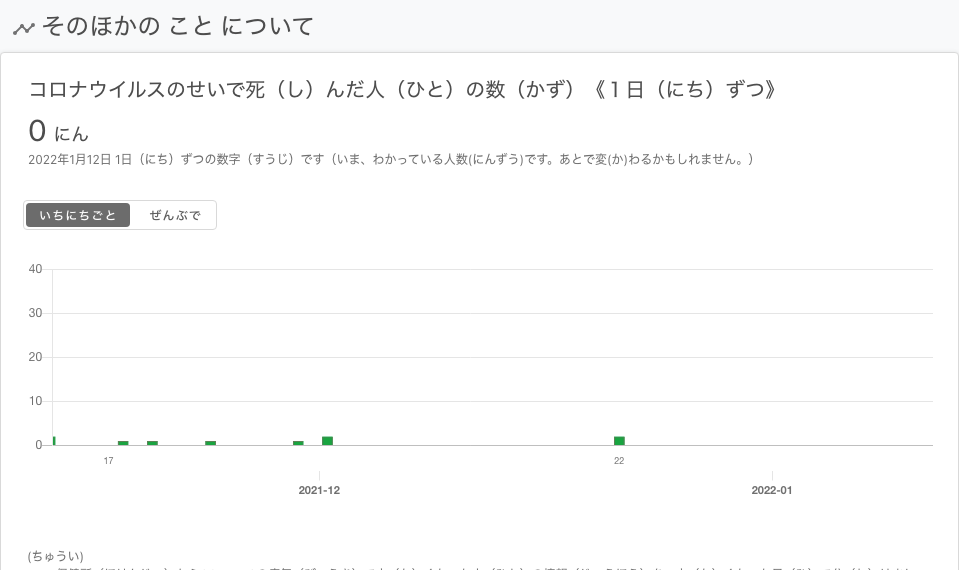 そのほかの こと について
コロナウイルスのせいで死（し）んだ人（ひと）の数（かず）《１日（にち）ずつ》
0 にん
2022年1月12日 1日（にち）ずつの数字（すうじ）です（いま、わかっている人数(にんずう)です。あとで変(か)わるかもしれません。）
いちにちごと ぜんぶで
40
30
20
10
0
17 22
2021-12 2022-01
(ちゅうい)